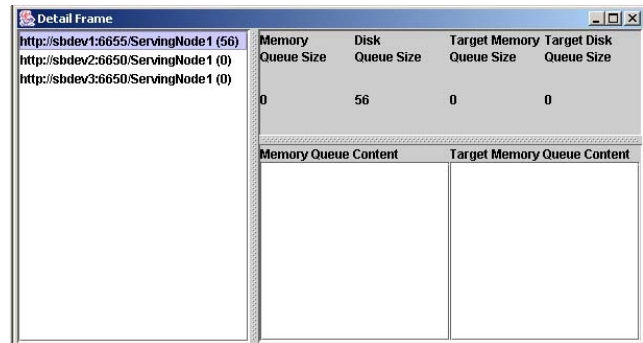 Detail Frame
http://sbdev1:6655/ServingNode1 (56)
http://sbdev2:6650/ServingNode1 (0)
http://sbdev3:6650/ServingNode1 (0)
Memory Queue Size
Disk Queue Size
Target Memory Queue Size
Target Disk Queue Size
0
56
0
0
Memory Queue Content
Target Memory Queue Content